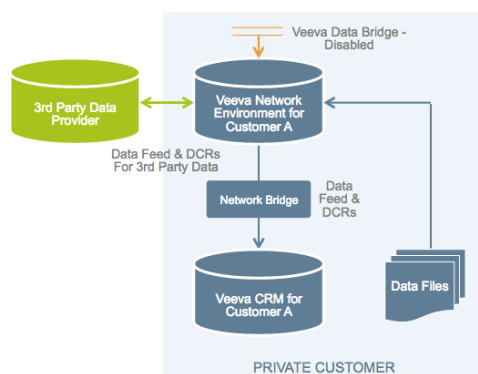 Veeva Data Bridge -
Disabled
3rd Party Data
Provider
Veeva Network
Environment for
Customer A
Data Feed & DCRs
For 3rd Party Data
Network Bridge
Data
Feed &
DCRs
Veeva CRM for
Customer A
Data Files
PRIVATE CUSTOMER